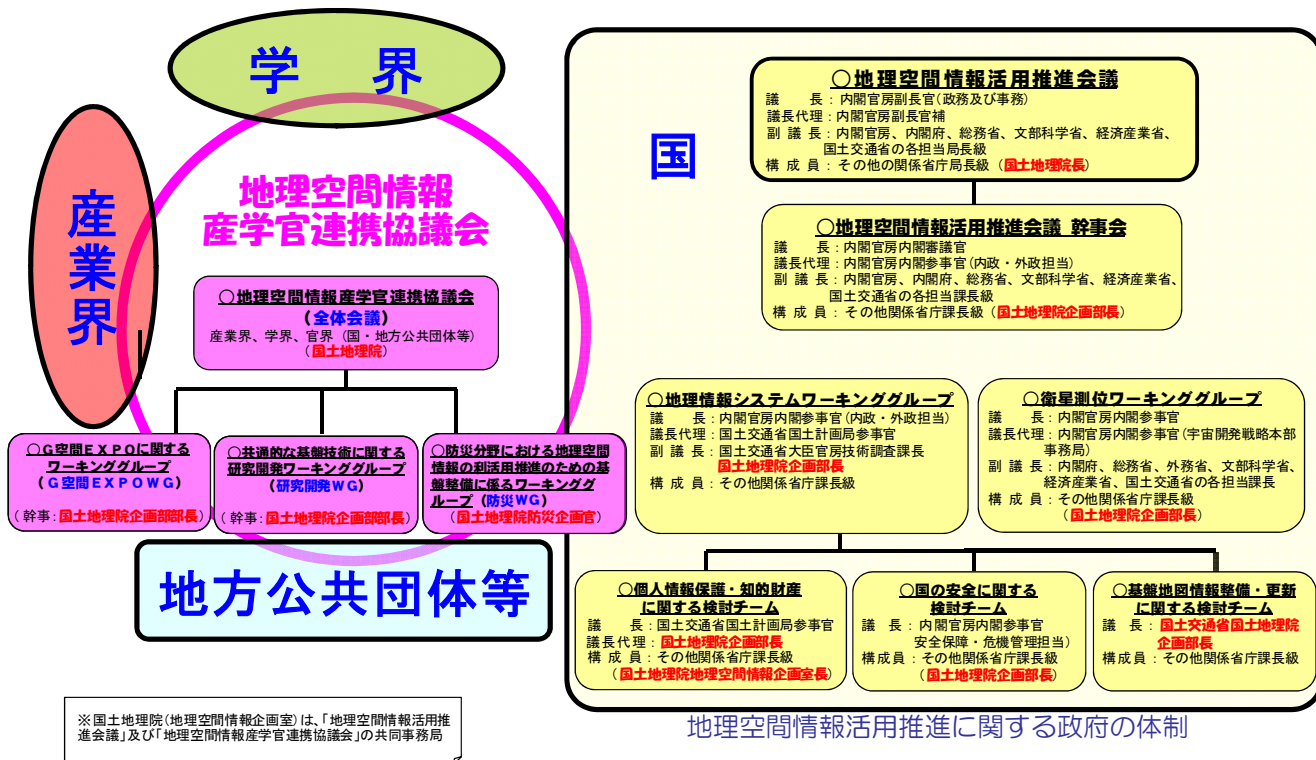 学 界
産業界
地理空間情報
産学官連携協議会
○地理空間情報産学官連携協議会
(全体会議)
産業界、学界、官界（国・地方公共団体等）
（国土地理院）
○G空間EXPOに関する
ワーキンググループ
(G空間EXPOWG)
(幹事:国土地理院企画部部長)
○共通的な基盤技術に関する
研究開発ワーキンググループ
(研究開発WG)
(幹事:国土地理院企画部部長)
○防災分野における地理空間
情報の利活用推進のための基
盤整備に係るワーキンググ
ループ (防災WG)
(国土地理院防災企画官)
地方公共団体等
※国土地理院(地理空間情報企画室)は、「地理空間情報活用推
進会議」及び「地理空間情報産学官連携協議会」の共同事務局
国
○地理空間情報活用推進会議
議 長：内閣官房副長官(政務及び事務)
議長代理：内閣官房副長官補
副 議 長：内閣官房、内閣府、総務省、文部科学省、経済産業省、
国土交通省の各担当局長級
構 成 員：その他の関係省庁局長級（国土地理院長）
○地理空間情報活用推進会議 幹事会
議 長：内閣官房内閣審議官
議長代理：内閣官房内閣参事官(内政・外政担当)
副 議 長：内閣官房、内閣府、総務省、文部科学省、経済産業省、
国土交通省の各担当課長級
構 成 員：その他関係省庁課長級（国土地理院企画部長）
○地理情報システムワーキンググループ
議 長：内閣官房内閣参事官(内政・外政担当)
議長代理：国土交通省国土計画局参事官
副 議 長：国土交通省大臣官房技術調査課長
国土地理院企画部長
構 成 員：その他関係省庁課長級
○衛星測位ワーキンググループ
議 長：内閣官房内閣参事官
議長代理：内閣官房内閣参事官(宇宙開発戦略本部
事務局)
副 議 長：内閣府、総務省、外務省、文部科学省、
経済産業省、国土交通省の各担当課長
構 成 員：その他関係省庁課長級
（国土地理院企画部長）
○個人情報保護・知的財産
に関する検討チーム
議 長：国土交通省国土計画局参事官
議長代理：国土地理院企画部長
構 成 員：その他関係省庁課長級
（国土地理院地理空間情報企画室長）
○国の安全に関する
検討チーム
議 長：内閣官房内閣参事官
安全保障・危機管理担当)
構成員：その他関係省庁課長級
（国土地理院企画部長）
○基盤地図情報整備・更新
に関する検討チーム
議 長：国土交通省国土地理院
企画部長
構成員：その他関係省庁課長級
地理空間情報活用推進に関する政府の体制